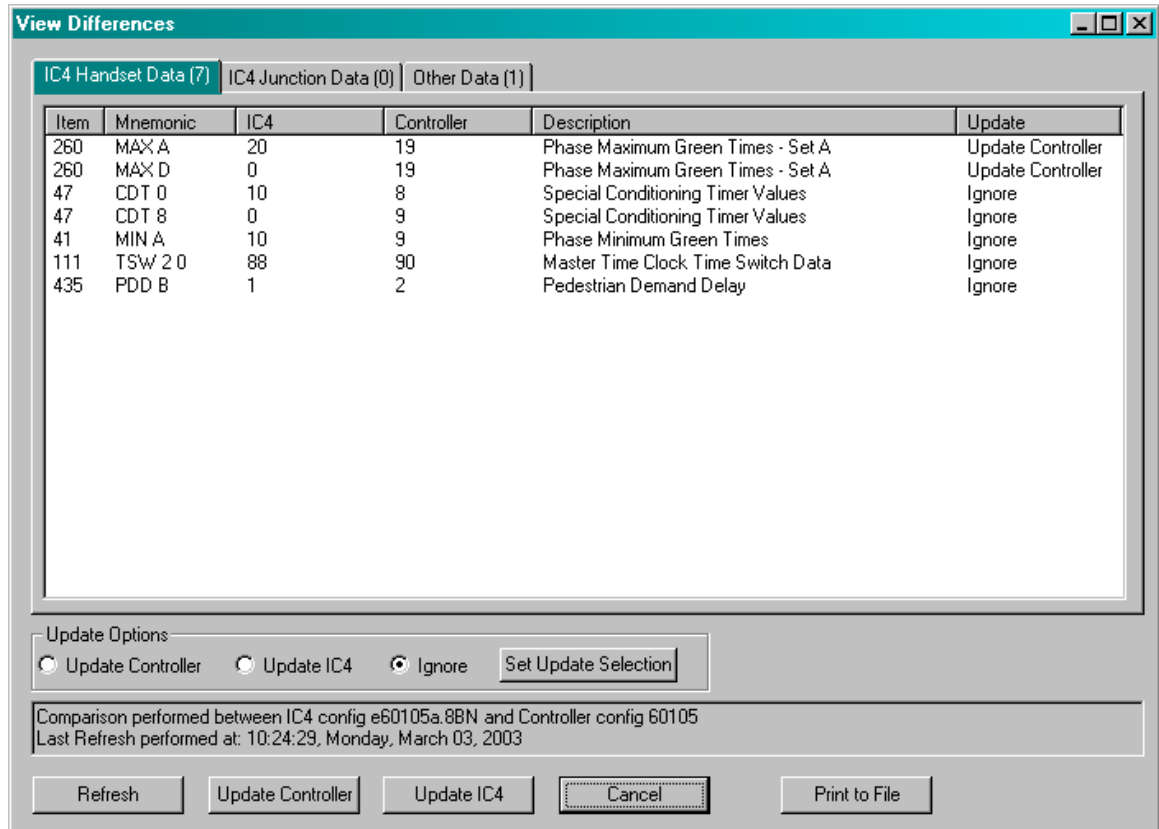 View Differences
IC4 Handset Data (7) IC4 Junction Data (0) Other Data (1)
Item Mnemonic IC4 Controller Description Update
260 MAX A 20 19 Phase Maximum Green Times - Set A Update Controller
260 MAX D 0 19 Phase Maximum Green Times - Set A Update Controller
47 CDT 0 10 8 Special Conditioning Timer Values Ignore
47 CDT 8 0 9 Special Conditioning Timer Values Ignore
41 MIN A 10 9 Phase Minimum Green Times Ignore
111 TSW 2 0 88 90 Master Time Clock Time Switch Data Ignore
435 PDD B 1 2 Pedestrian Demand Delay Ignore
Update Options
Update Controller Update IC4 Ignore Set Update Selection
Comparison performed between IC4 config e60105a.8BN and Controller config 60105
Last Refresh performed at: 10:24:29, Monday, March 03, 2003
Refresh Update Controller Update IC4 Cancel Print to File